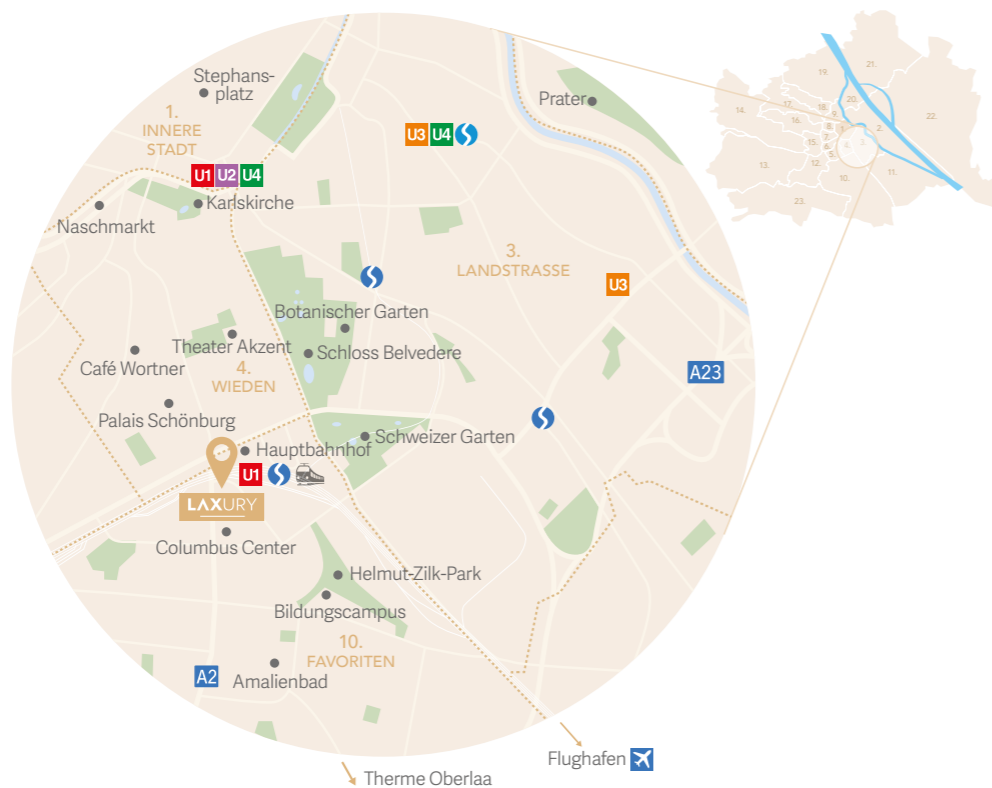 Stephans-
platz
Prater
1.
INNERE
STADT
U3 U4
U1 U2 U4
Karlskirche
Naschmarkt
3.
LANDSTRASSE
U3
Botanischer Garten
Theater Akzent
Schloss Belvedere
Café Wortner
4.
WIEDEN
A23
Palais Schönburg
Schweizer Garten
Hauptbahnhof
U1
LAXURY
Columbus Center
Helmut-Zilk-Park
Bildungscampus
10.
FAVORITEN
A2
Amalienbad
Flughafen
Therme Oberlaa
21.
19.
20.
22.
14.
17.
18.
9.
16.
8.
1.
2.
7.
15.
6.
4.
3.
5.
13.
12.
10.
11.
23.